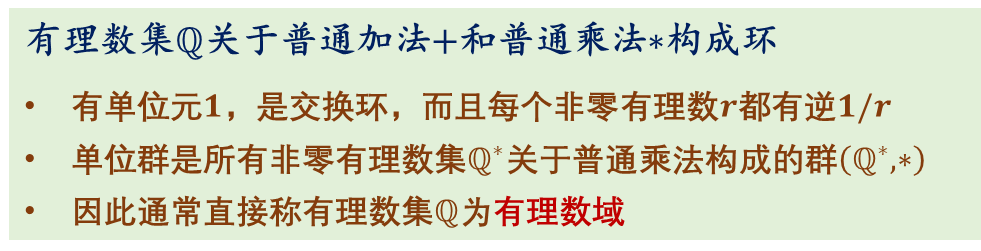 有理数集ℚ关于普通加法+和普通乘法*构成环
• 有单位元1，是交换环，而且每个非零有理数r都有逆1/r
• 单位群是所有非零有理数集ℚ*关于普通乘法构成的群(ℚ*,*)
• 因此通常直接称有理数集ℚ为有理数域